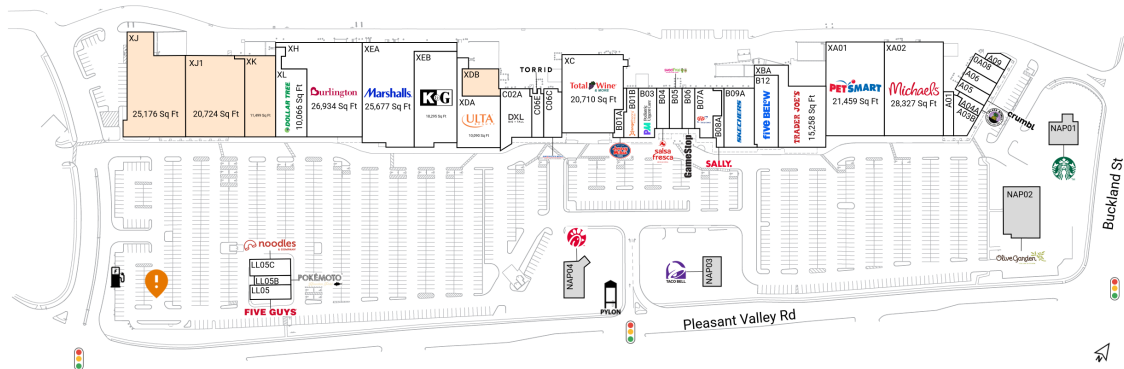 XJ
25,176 Sq Ft
XJ1
20,724 Sq Ft
XK
XL
DOLLAR TREE
10,066 Sq Ft
XH
Burlington
26,934 Sq Ft
XEA
Marshalls
25,677 Sq Ft
XEB
K&G
XDB
XDA
ULTA
TORRID
C02A
DXL
C06E
C06C
XC
Total Wine
& MORE
20,710 Sq Ft
B01A
B01B
B03
B04
B05
B06
B07A
B08A
B09A
SKECHERS
XBA
B12
five BELOW
TRADER JOE'S
15,258 Sq Ft
XA01
PETSMART
21,459 Sq Ft
XA02
Michaels
28,327 Sq Ft
A01
A09
0A08
A06
A05
A04A
A03B
crumbl
salsa
fresca
GameStop
SALLY.
NAP01
NAP02
Olive Garden
Buckland St
noodles
& COMPANY
LL05C
LL05B
LL05
POKÉMOTO
FIVE GUYS
NAP04
PYLON
TACO BELL
NAP03
Pleasant Valley Rd